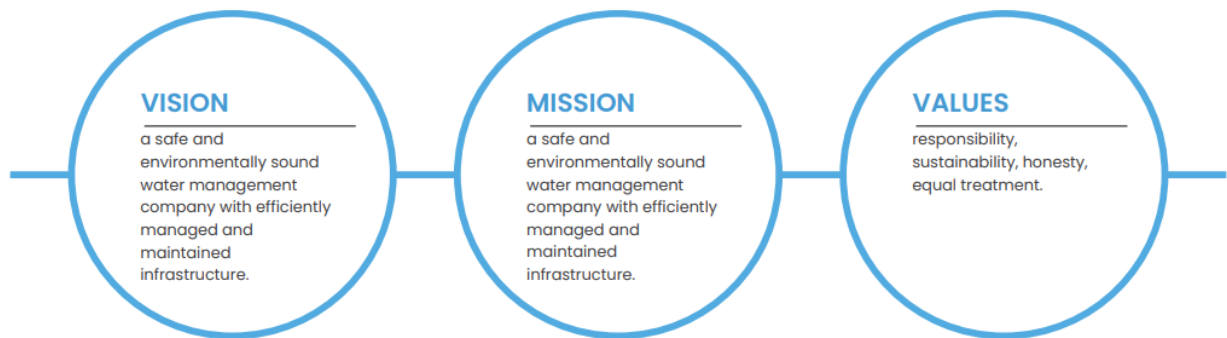 VISION
a safe and
environmentally sound
water management
company with efficiently
managed and
maintained
infrastructure.
MISSION
a safe and
environmentally sound
water management
company with efficiently
managed and
maintained
infrastructure.
VALUES
responsibility,
sustainability, honesty,
equal treatment.